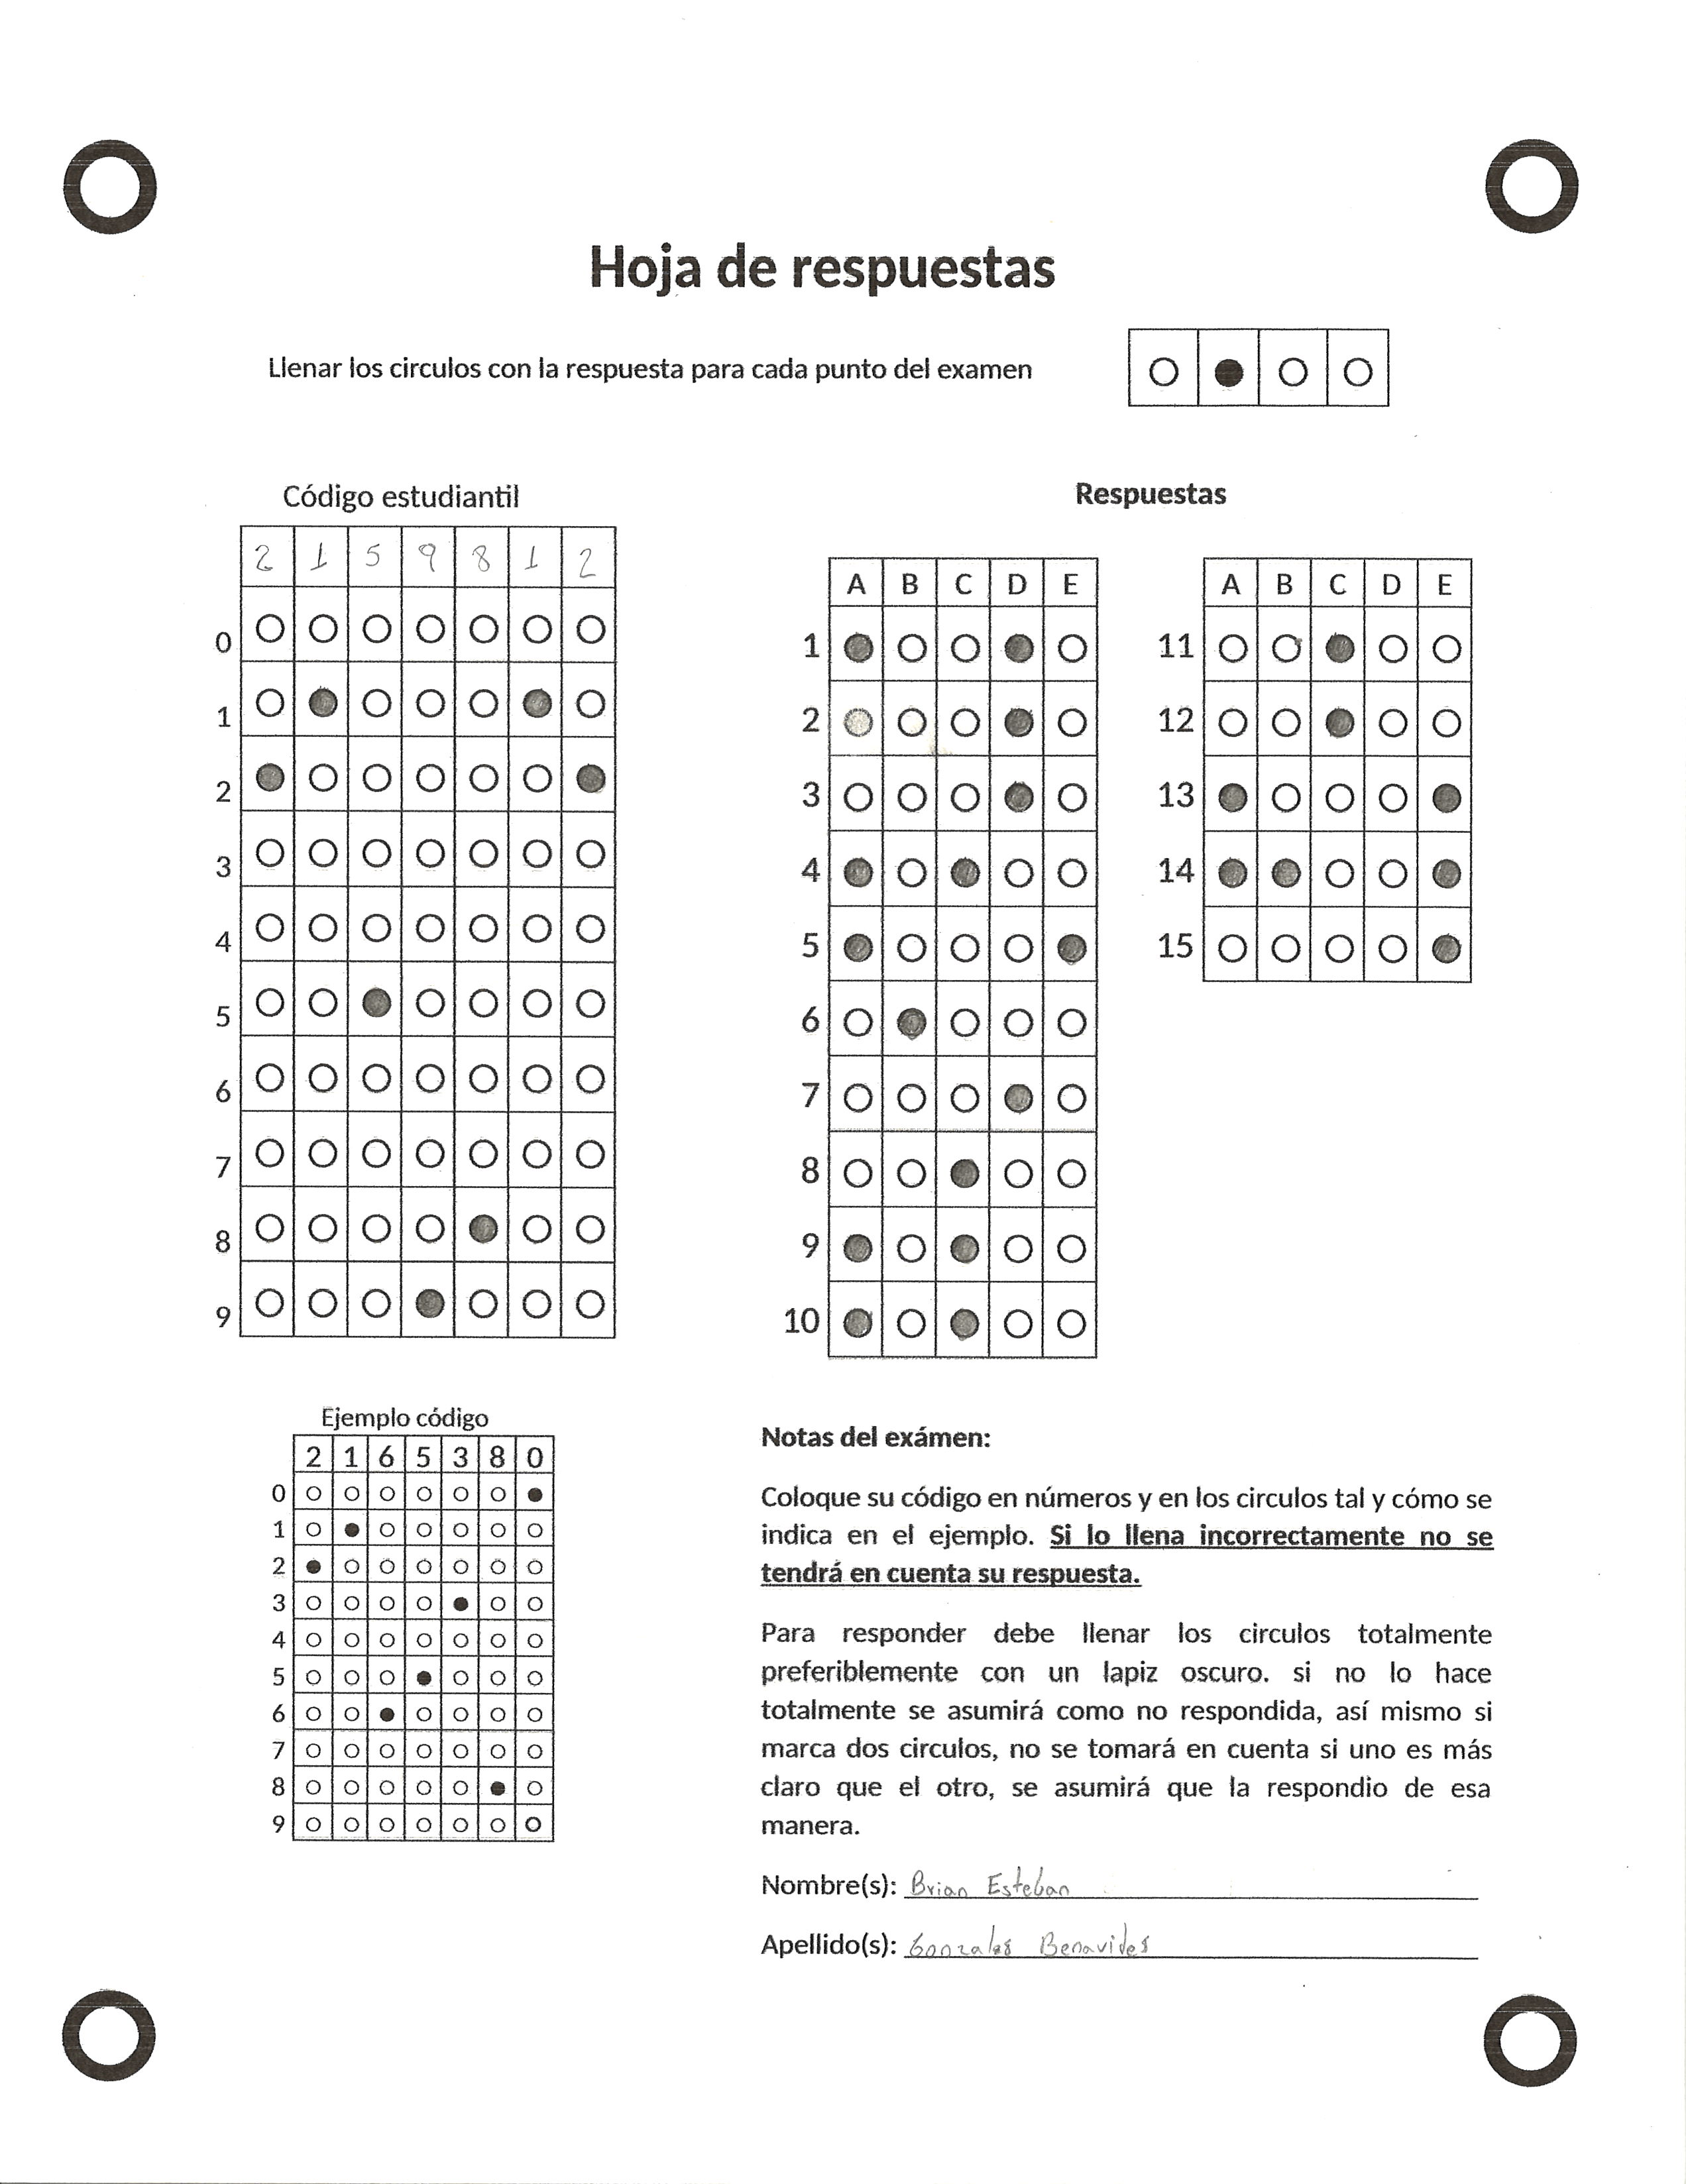 Hoja de respuestas
Llenar los circulos con la respuesta para cada punto del examen
Código estudiantil
2 1 5 9 8 1 2
0
1
2
3
4
5
6
7
8
9
Respuestas
A B C D E
1
2
3
4
5
6
7
8
9
10
A B C D E
11
12
13
14
15
Ejemplo código
2 1 6 5 3 8 0
0
1
2
3
4
5
6
7
8
9
Notas del exámen:
Coloque su código en números y en los circulos tal y cómo se
indica en el ejemplo. Si lo llena incorrectamente no se
tendrá en cuenta su respuesta.
Para responder debe llenar los circulos totalmente
preferiblemente con un lapiz oscuro. si no lo hace
totalmente se asumirá como no respondida, así mismo si
marca dos circulos, no se tomará en cuenta si uno es más
claro que el otro, se asumirá que la respondio de esa
manera.
Nombre(s): Brian Esteban
Apellido(s): Gonzales Benavides